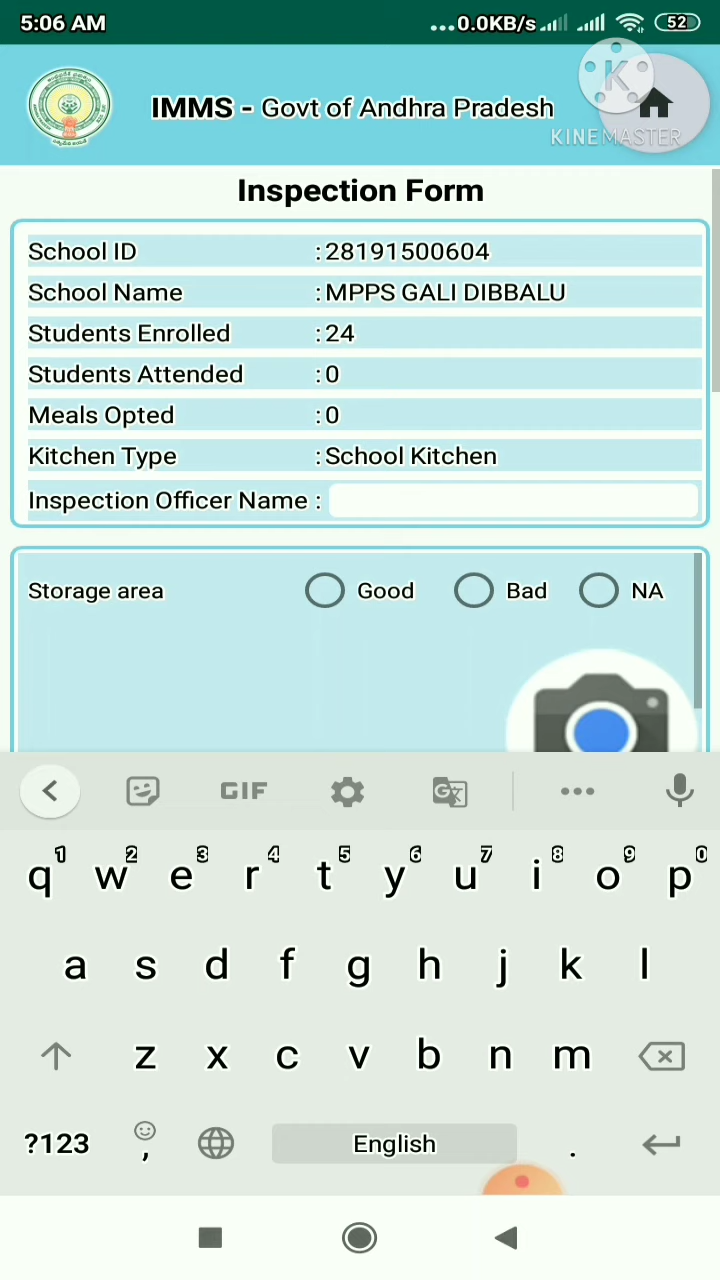 5:06 AM ...0.0KB/s 52
IMMS - Govt of Andhra Pradesh
K
KINEMASTER
Inspection Form
School ID : 28191500604
School Name : MPPS GALI DIBBALU
Students Enrolled : 24
Students Attended : 0
Meals Opted : 0
Kitchen Type : School Kitchen
Inspection Officer Name :
Storage area Good Bad NA
GIF
q1 w2 e3 r4 t5 y6 u7 i8 o9 p0
a s d f g h j k l
z x c v b n m
?123 , English .